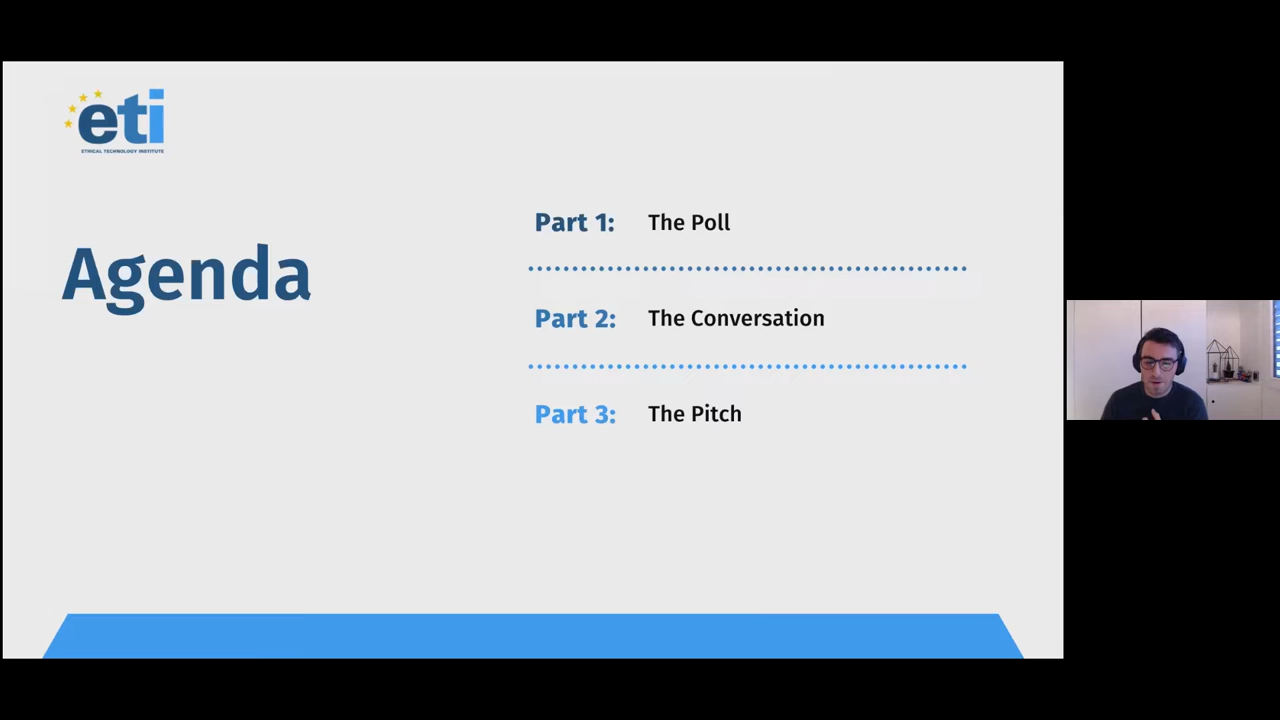 eti
ETHICAL TECHNOLOGY INSTITUTE
Agenda
Part 1: The Poll
Part 2: The Conversation
Part 3: The Pitch